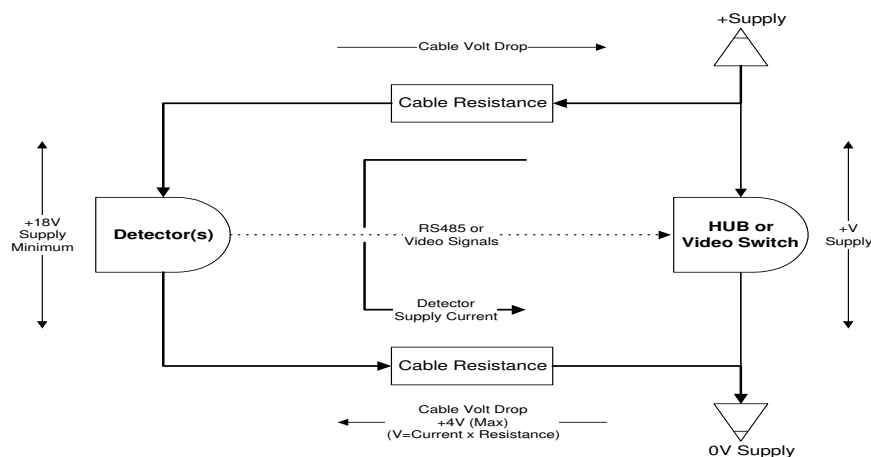 +Supply
Cable Volt Drop
Cable Resistance
+18V
Supply
Minimum
Detector(s)
RS485 or
Video Signals
HUB or
Video Switch
+V
Supply
Detector
Supply Current
Cable Resistance
Cable Volt Drop
+4V (Max)
(V=Current x Resistance)
0V Supply